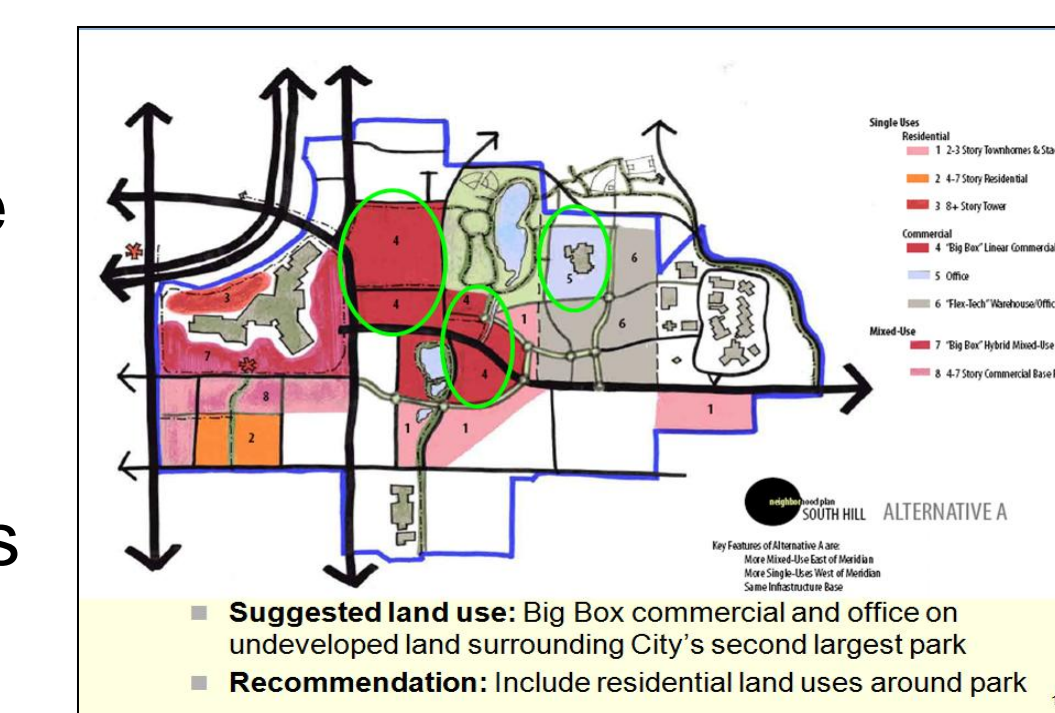 e
s
4
4
4
4
5
6
6
1
3
7
8
2
1
1
1
Single Uses
Residential
1 2-3 Story Townhomes &
2 4-7 Story Residential
3 8+ Story Tower
Commercial
4 "Big Box" Linear Commercial
5 Office
6 "Flex-Tech" Warehouse/Offic
Mixed-Use
7 "Big Box" Hybrid Mixed-Use
8 4-7 Story Commercial Base
neighborhood plan
SOUTH HILL ALTERNATIVE A
Key Features of Alternative A are:
More Mixed-Use East of Meridian
More Single-Uses West of Meridian
Same Infrastructure Base
Suggested land use: Big Box commercial and office on
undeveloped land surrounding City's second largest park
Recommendation: Include residential land uses around park